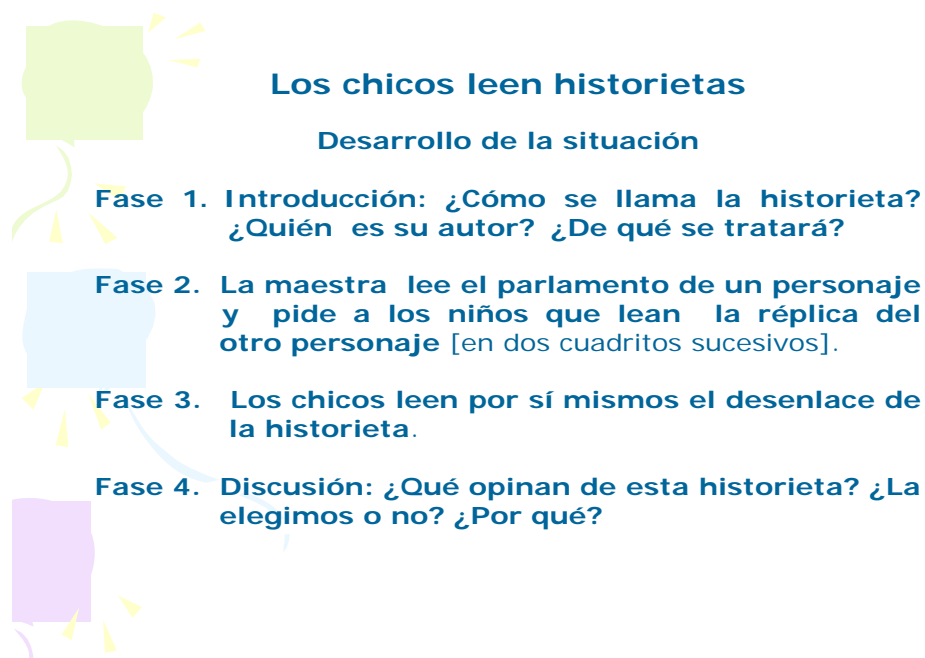 Los chicos leen historietas
Desarrollo de la situación
Fase 1. Introducción: ¿Cómo se llama la historieta?
¿Quién es su autor? ¿De qué se tratará?
Fase 2. La maestra lee el parlamento de un personaje
y pide a los niños que lean la réplica del
otro personaje [en dos cuadritos sucesivos].
Fase 3. Los chicos leen por sí mismos el desenlace de
la historieta.
Fase 4. Discusión: ¿Qué opinan de esta historieta? ¿La
elegimos o no? ¿Por qué?